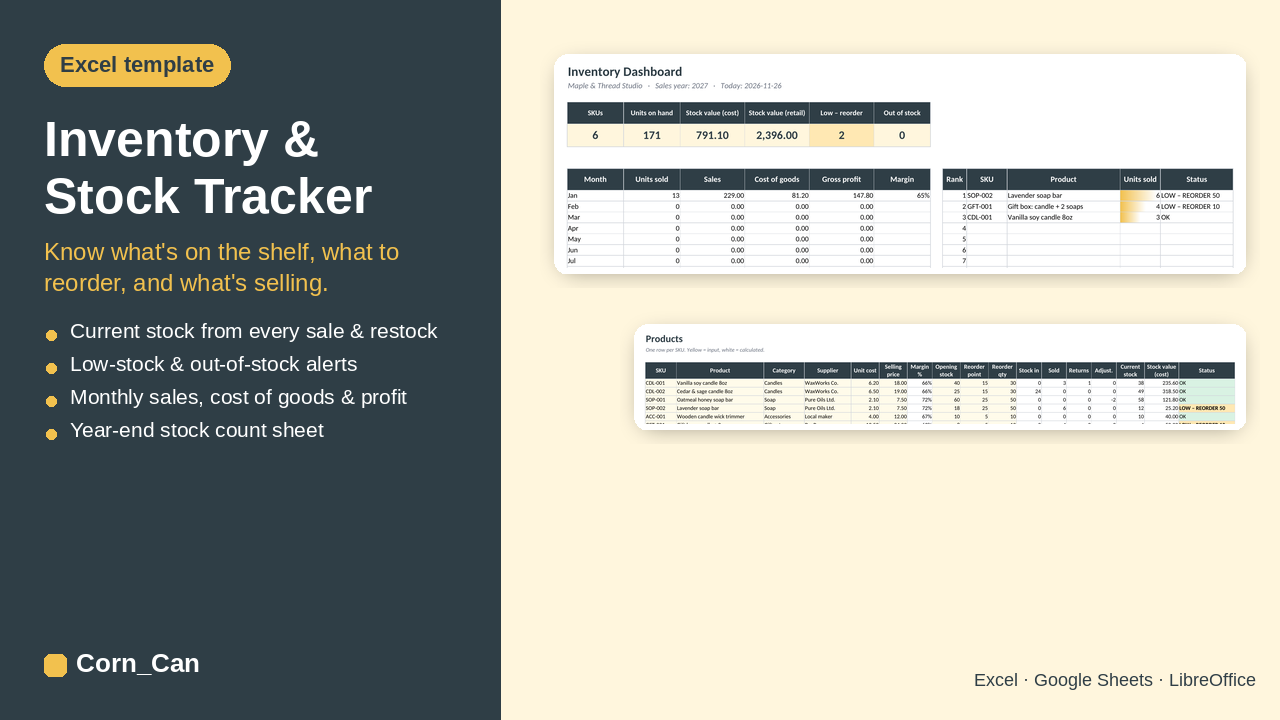 Excel template
Inventory &
Stock Tracker
Know what's on the shelf, what to
reorder, and what's selling.
Current stock from every sale & restock
Low-stock & out-of-stock alerts
Monthly sales, cost of goods & profit
Year-end stock count sheet
Corn_Can
Inventory Dashboard
Maple & Thread Studio · Sales year: 2027 · Today: 2026-11-26
SKUs Units on hand Stock value (cost) Stock value (retail) Low – reorder Out of stock
6 171 791.10 2,396.00 2 0
Month Units sold Sales Cost of goods Gross profit Margin Rank SKU Product Units sold Status
Jan 13 229.00 81.20 147.80 65% 1 SOP-002 Lavender soap bar 6 LOW – REORDER 50
Feb 0 0.00 0.00 0.00 2 GFT-001 Gift box: candle + 2 soaps 4 LOW – REORDER 10
Mar 0 0.00 0.00 0.00 3 CDL-001 Vanilla soy candle 8oz 3 OK
Apr 0 0.00 0.00 0.00 4
May 0 0.00 0.00 0.00 5
Jun 0 0.00 0.00 0.00 6
Jul 0 0.00 0.00 0.00 7
Products
One row per SKU. Yellow = input, white = calculated.
SKU Product Category Supplier Unit cost Selling price Margin % Opening stock Reorder point Reorder qty Stock in Sold Returns Adjust. Current stock Stock value (cost) Status
CDL-001 Vanilla soy candle 8oz Candles WaxWorks Co. 6.20 18.00 66% 40 15 30 0 3 1 0 38 235.60 OK
CDL-002 Cedar & sage candle 8oz Candles WaxWorks Co. 6.50 19.00 66% 25 15 30 24 0 0 0 49 318.50 OK
SOP-001 Oatmeal honey soap bar Soap Pure Oils Ltd. 2.10 7.50 72% 60 25 50 0 0 0 -2 58 121.80 OK
SOP-002 Lavender soap bar Soap Pure Oils Ltd. 2.10 7.50 72% 18 25 50 0 6 0 0 12 25.20 LOW – REORDER 50
ACC-001 Wooden candle wick trimmer Accessories Local maker 4.00 12.00 67% 10 5 10 0 0 0 0 10 40.00 OK
Excel · Google Sheets · LibreOffice